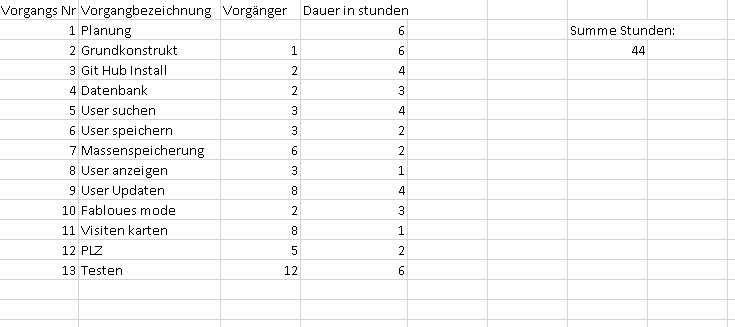 Vorgangs Nr Vorgangbezeichnung Vorgänger Dauer in stunden
1 Planung 6 Summe Stunden:
2 Grundkonstrukt 1 6 44
3 Git Hub Install 2 4
4 Datenbank 2 3
5 User suchen 3 4
6 User speichern 3 2
7 Massenspeicherung 6 2
8 User anzeigen 3 1
9 User Updaten 8 4
10 Fabloues mode 2 3
11 Visiten karten 8 1
12 PLZ 5 2
13 Testen 12 6